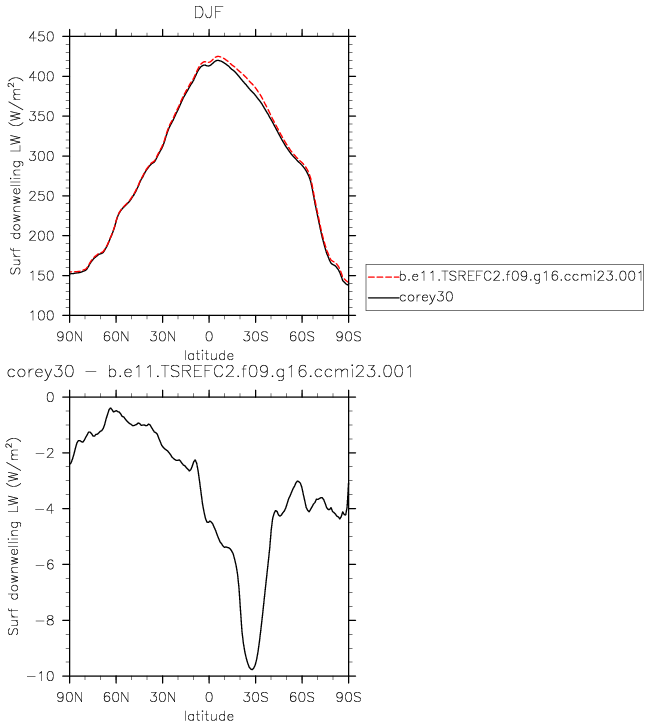 DJF
Surf downwelling LW (W/m²)
450
400
350
300
250
200
150
100
90N 60N 30N 0 30S 60S 90S
latitude
b.e11.TSREFC2.f09.g16.ccmi23.001
corey30
corey30 − b.e11.TSREFC2.f09.g16.ccmi23.001
Surf downwelling LW (W/m²)
0
−2
−4
−6
−8
−10
90N 60N 30N 0 30S 60S 90S
latitude